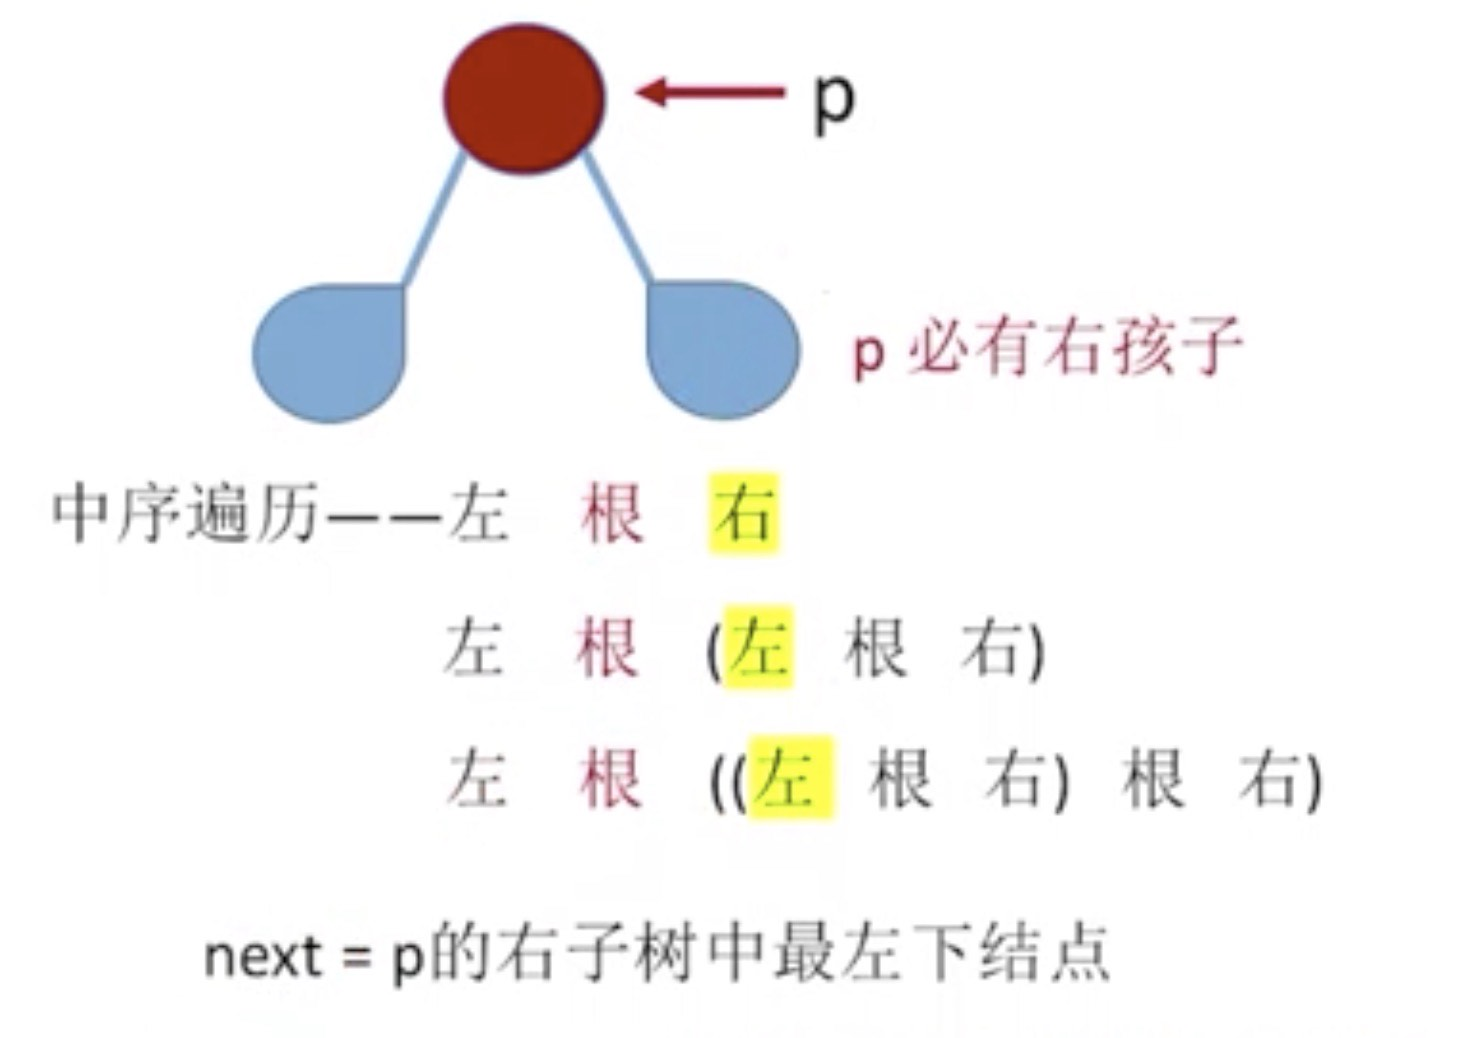 p
p 必有右孩子
中序遍历——左 根 右
左 根 (左 根 右)
左 根 ((左 根 右) 根 右)
next = p的右子树中最左下结点